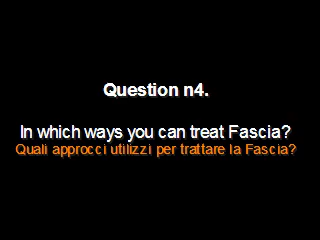 Question n4.
In which ways you can treat Fascia?
Quali approcci utilizzi per trattare la Fascia?